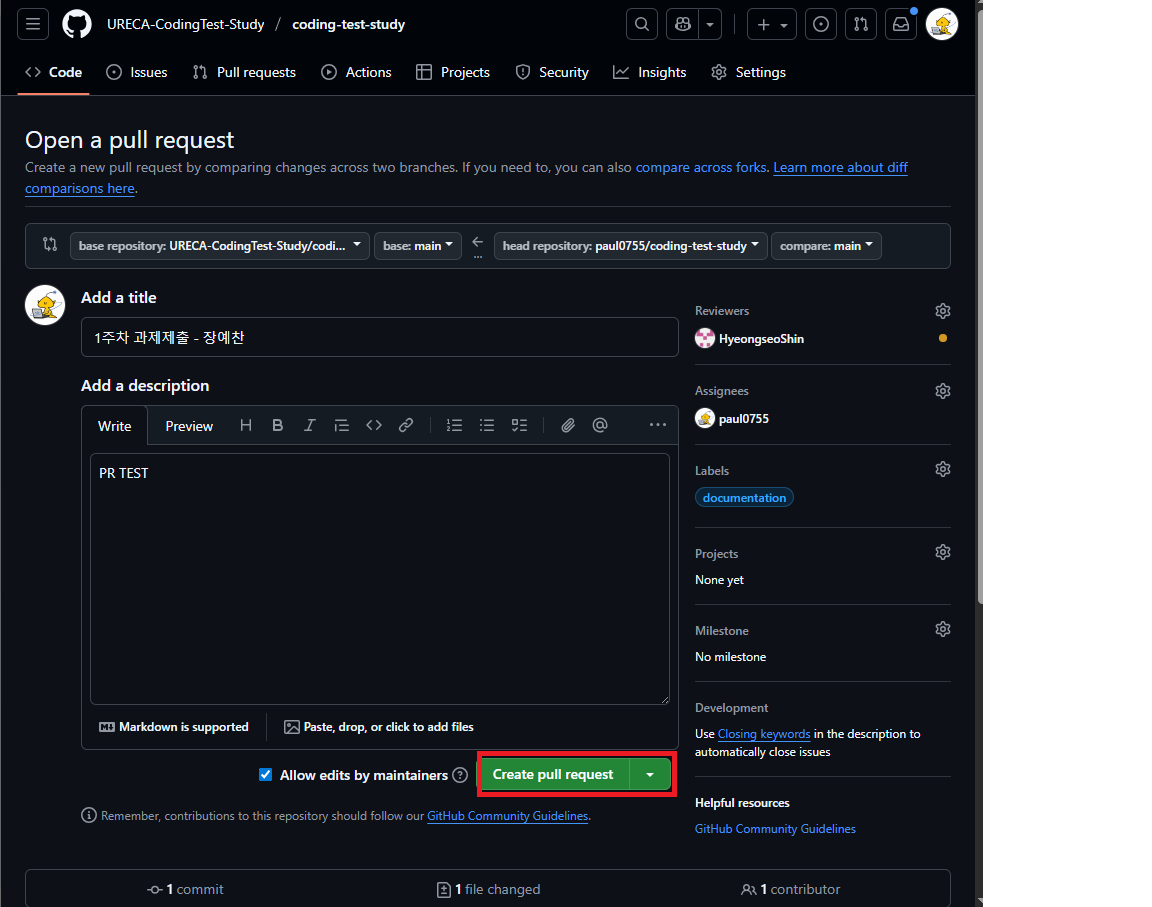 URECA-CodingTest-Study / coding-test-study
Code Issues Pull requests Actions Projects Security Insights Settings
Open a pull request
Create a new pull request by comparing changes across two branches. If you need to, you can also compare across forks. Learn more about diff
comparisons here.
base repository: URECA-CodingTest-Study/codi... base: main ← ... head repository: paul0755/coding-test-study compare: main
Add a title
1주차 과제제출 - 장예찬
Add a description
Write Preview
PR TEST
Markdown is supported Paste, drop, or click to add files
Allow edits by maintainers Create pull request
Remember, contributions to this repository should follow our GitHub Community Guidelines.
Reviewers
HyeongseoShin
Assignees
paul0755
Labels
documentation
Projects
None yet
Milestone
No milestone
Development
Use Closing keywords in the description to
automatically close issues
Helpful resources
GitHub Community Guidelines
1 commit 1 file changed 1 contributor